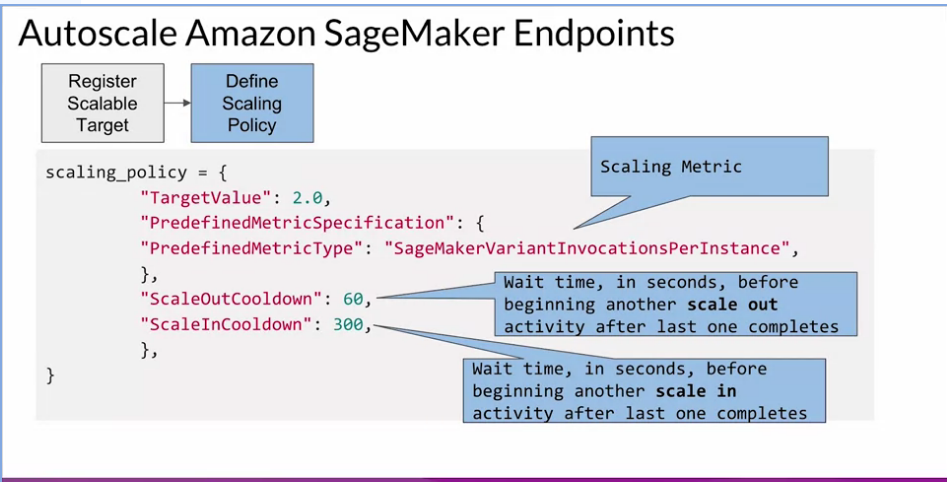 Autoscale Amazon SageMaker Endpoints
Register
Scalable
Target
Define
Scaling
Policy
Scaling Metric
scaling_policy = {
"TargetValue": 2.0,
"PredefinedMetricSpecification": {
"PredefinedMetricType": "SageMakerVariantInvocationsPerInstance",
},
"ScaleOutCooldown": 60,
"ScaleInCooldown": 300,
},
}
Wait time, in seconds, before
beginning another scale out
activity after last one completes
Wait time, in seconds, before
beginning another scale in
activity after last one completes